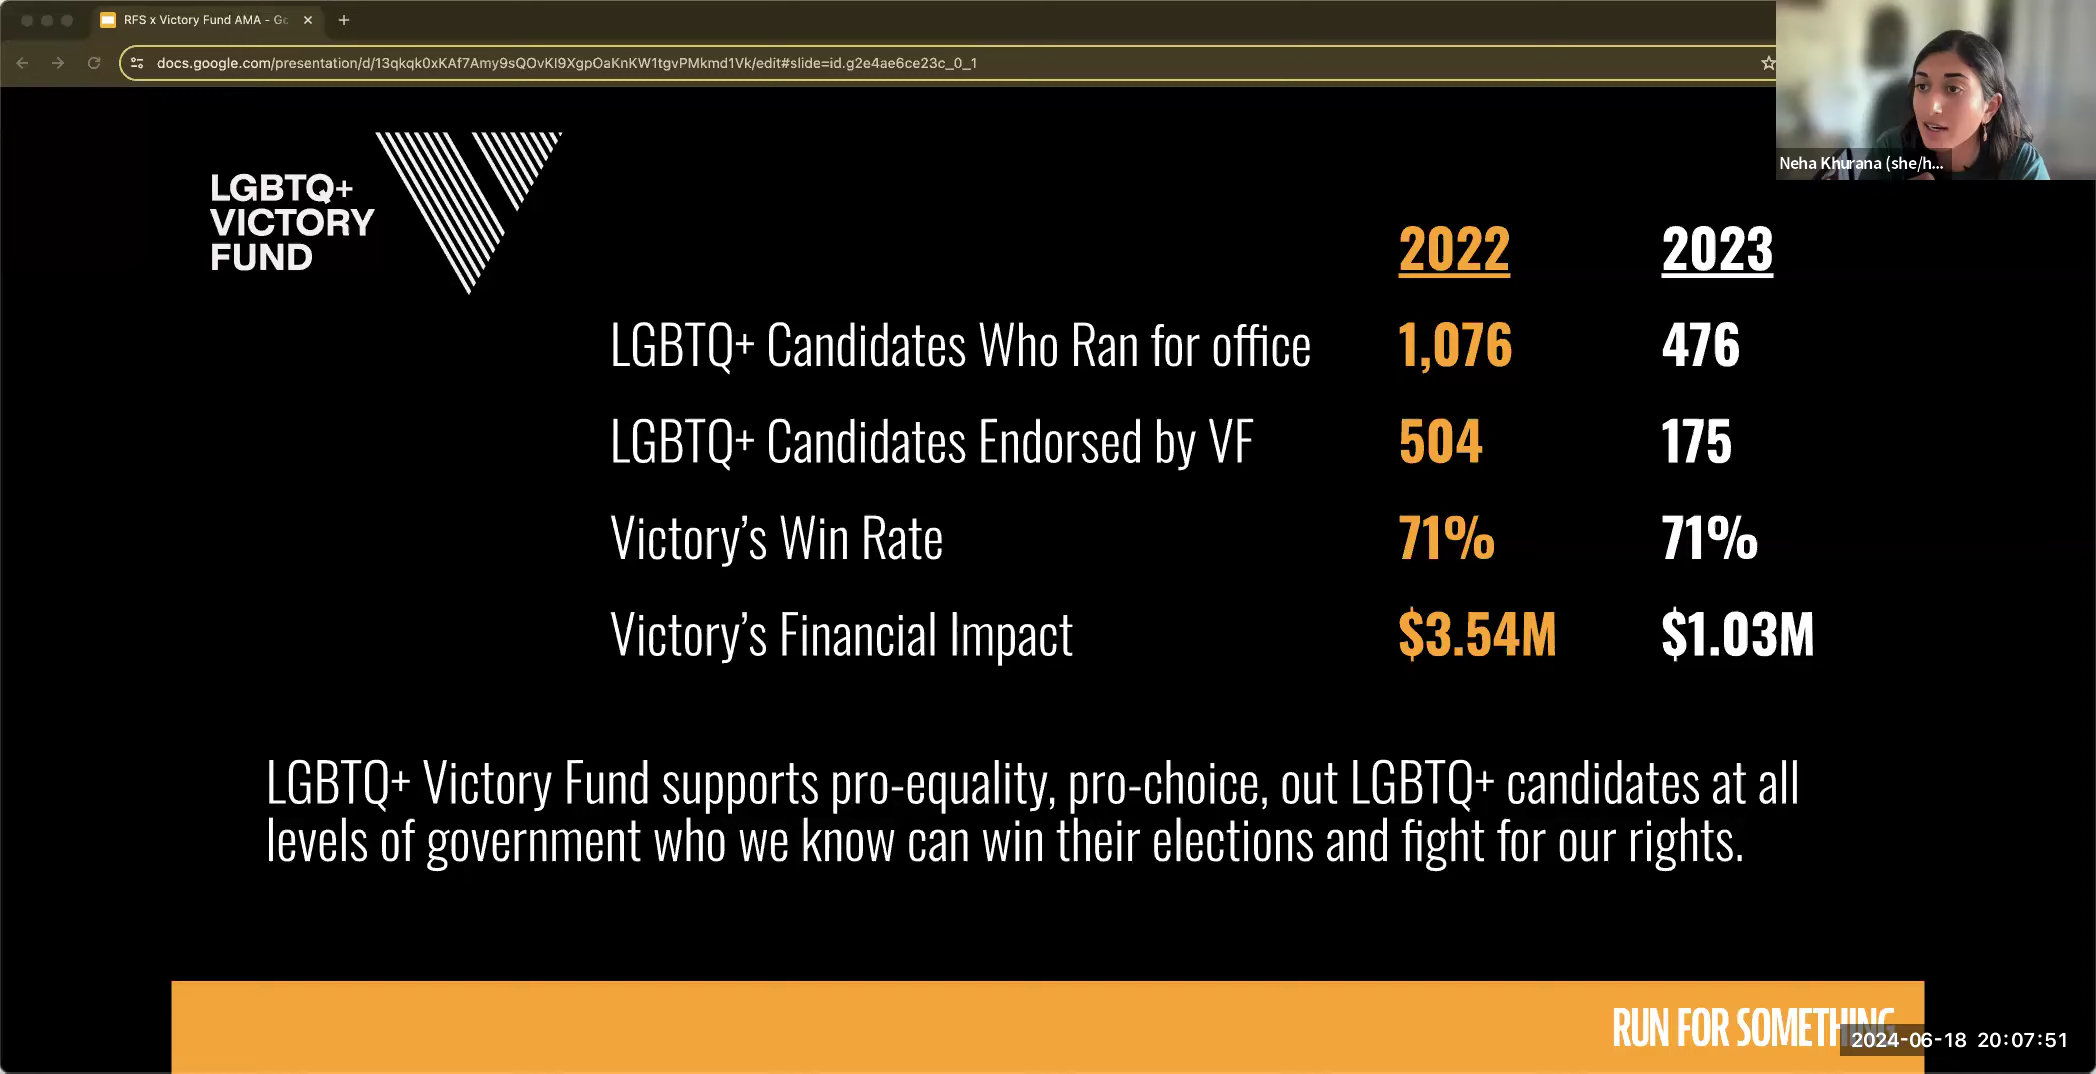 RFS x Victory Fund AMA - Go
docs.google.com/presentation/d/13qkqk0xKAf7Amy9sQOvKI9XgpOaKnKW1tgvPMkmd1Vk/edit#slide=id.g2e4ae6ce23c_0_1
Neha Khurana (she/h...
LGBTQ+
VICTORY
FUND
2022 2023
LGBTQ+ Candidates Who Ran for office 1,076 476
LGBTQ+ Candidates Endorsed by VF 504 175
Victory’s Win Rate 71% 71%
Victory’s Financial Impact $3.54M $1.03M
LGBTQ+ Victory Fund supports pro-equality, pro-choice, out LGBTQ+ candidates at all
levels of government who we know can win their elections and fight for our rights.
RUN FOR SOMETHING
2024-06-18 20:07:51